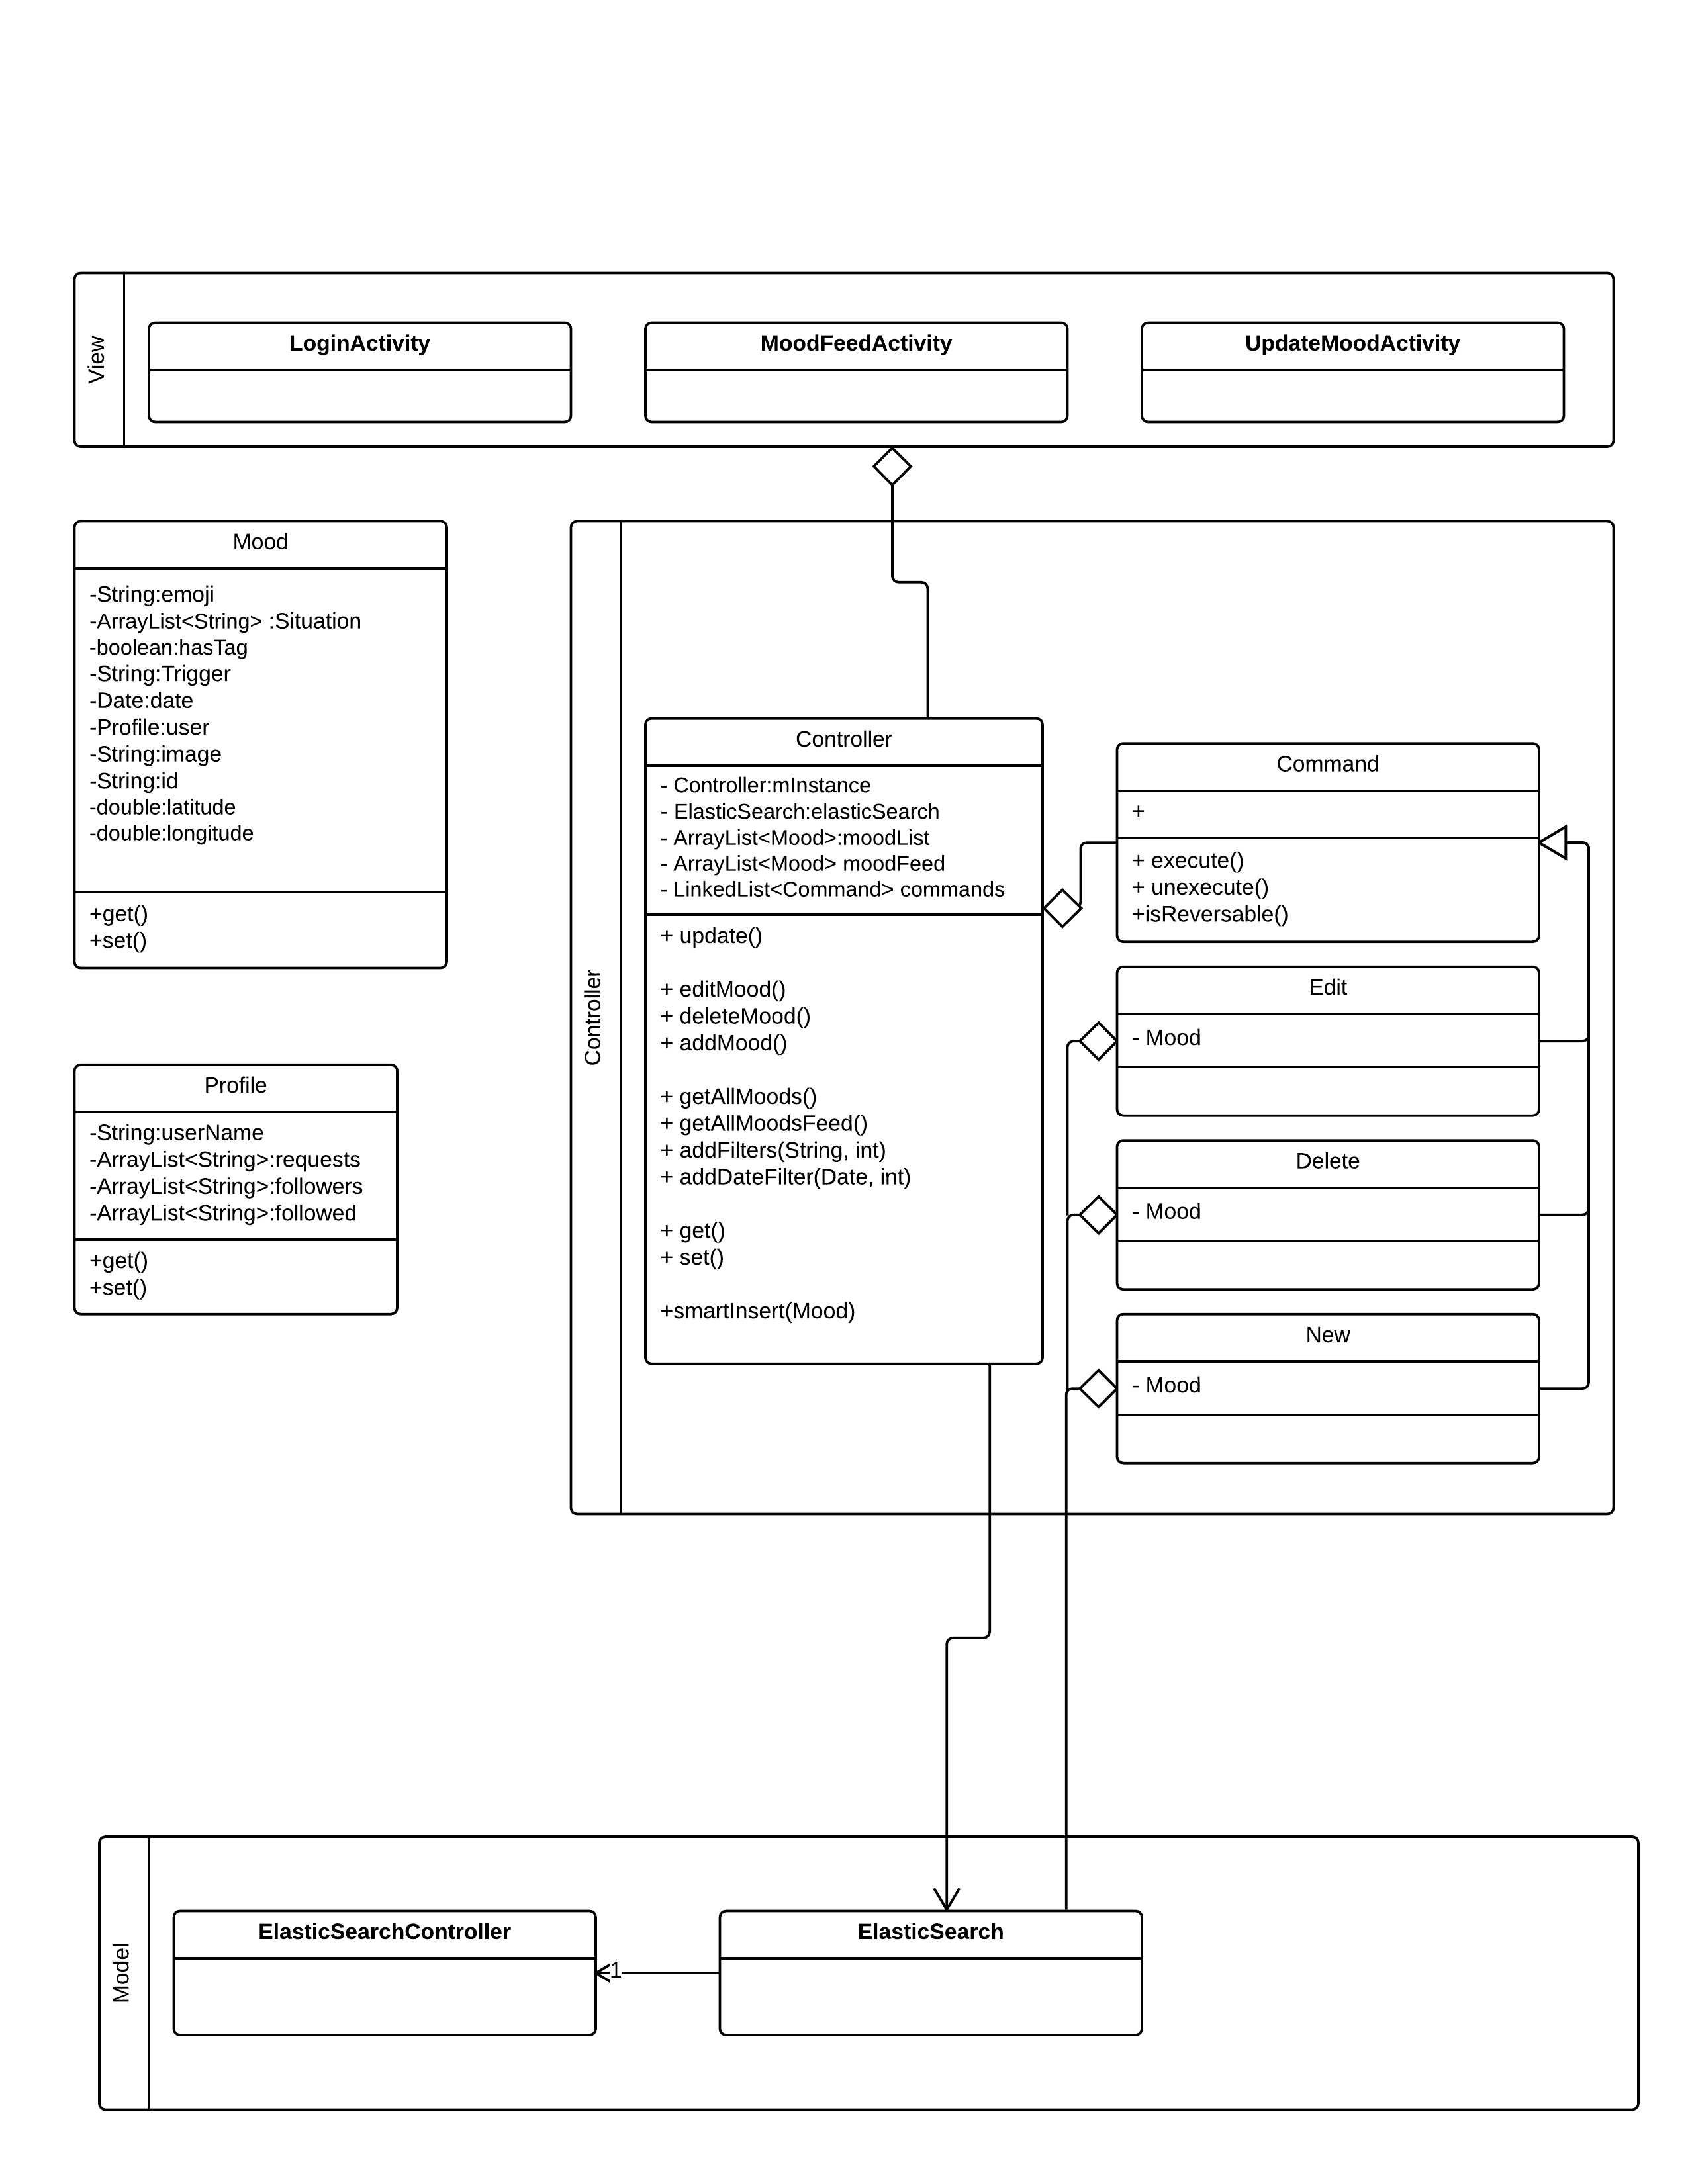 View
LoginActivity
MoodFeedActivity
UpdateMoodActivity
Mood
-String:emoji
-ArrayList<String> :Situation
-boolean:hasTag
-String:Trigger
-Date:date
-Profile:user
-String:image
-String:id
-double:latitude
-double:longitude
+get()
+set()
Profile
-String:userName
-ArrayList<String>:requests
-ArrayList<String>:followers
-ArrayList<String>:followed
+get()
+set()
Controller
Controller
- Controller:mInstance
- ElasticSearch:elasticSearch
- ArrayList<Mood>:moodList
- ArrayList<Mood> moodFeed
- LinkedList<Command> commands
+ update()
+ editMood()
+ deleteMood()
+ addMood()
+ getAllMoods()
+ getAllMoodsFeed()
+ addFilters(String, int)
+ addDateFilter(Date, int)
+ get()
+ set()
+smartInsert(Mood)
Command
+
+ execute()
+ unexecute()
+isReversable()
Edit
- Mood
Delete
- Mood
New
- Mood
Model
ElasticSearchController
1
ElasticSearch